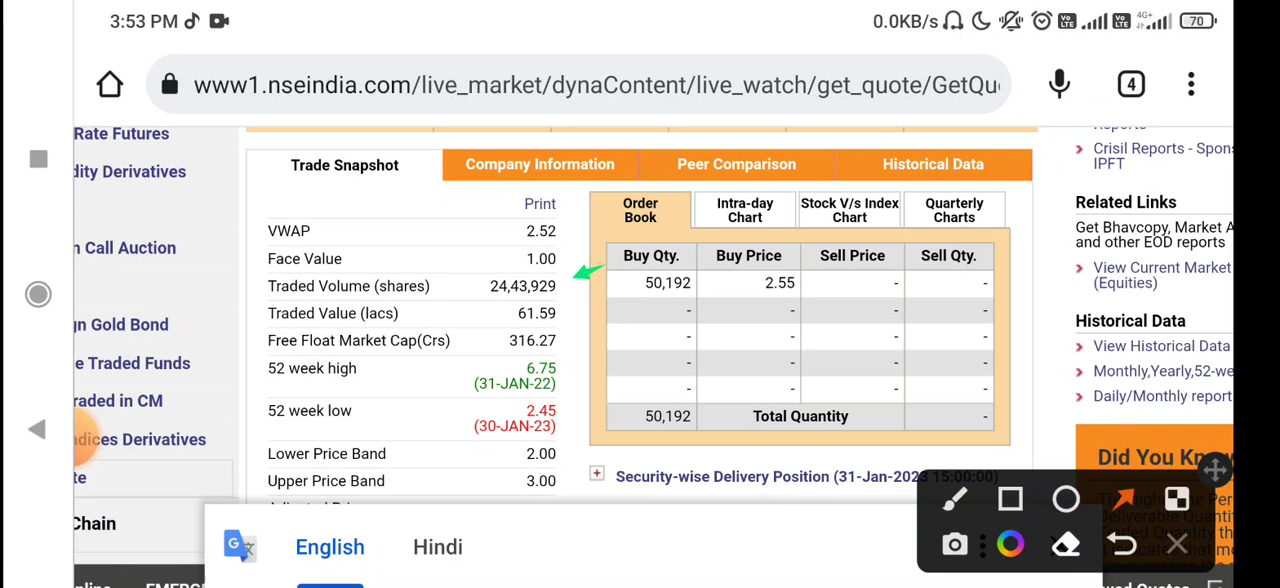 3:53 PM
0.0KB/s
4G+
70
www1.nseindia.com/live_market/dynaContent/live_watch/get_quote/GetQu
4
Rate Futures
dity Derivatives
n Call Auction
gn Gold Bond
e Traded Funds
raded in CM
ndices Derivatives
te
Chain
Trade Snapshot
Company Information
Peer Comparison
Historical Data
Print
VWAP 2.52
Face Value 1.00
Traded Volume (shares) 24,43,929
Traded Value (lacs) 61.59
Free Float Market Cap(Crs) 316.27
52 week high 6.75
(31-JAN-22)
52 week low 2.45
(30-JAN-23)
Lower Price Band 2.00
Upper Price Band 3.00
Order
Book
Intra-day
Chart
Stock V/s Index
Chart
Quarterly
Charts
Buy Qty. Buy Price Sell Price Sell Qty.
50,192 2.55 - -
- - - -
- - - -
- - - -
- - - -
50,192 Total Quantity -
Security-wise Delivery Position (31-Jan-2023 15:00:00)
Reports
Crisil Reports - Spons
IPFT
Related Links
Get Bhavcopy, Market A
and other EOD reports
View Current Market
(Equities)
Historical Data
View Historical Data
Monthly,Yearly,52-we
Daily/Monthly report
Did You Kn
English
Hindi